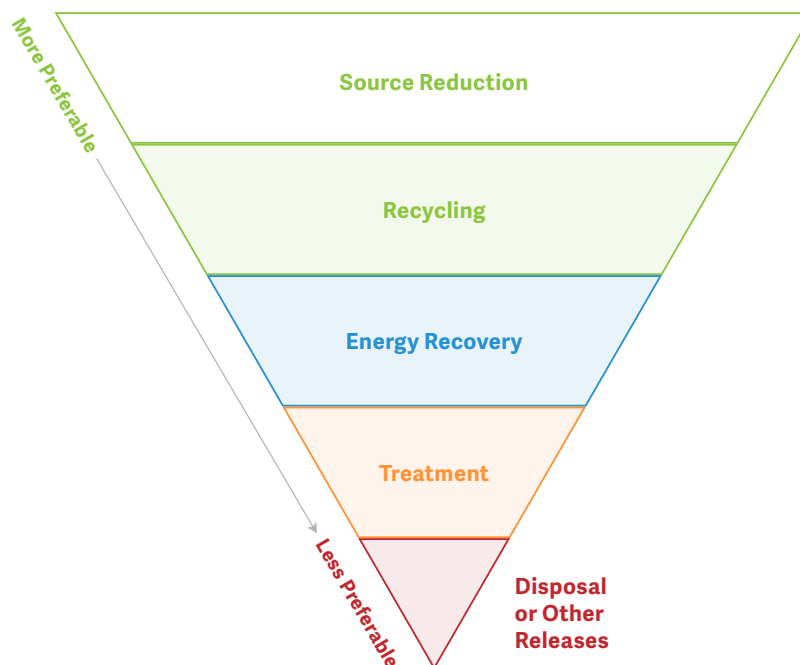 More Preferable
Source Reduction
Recycling
Energy Recovery
Treatment
Less Preferable
Disposal
or Other
Releases